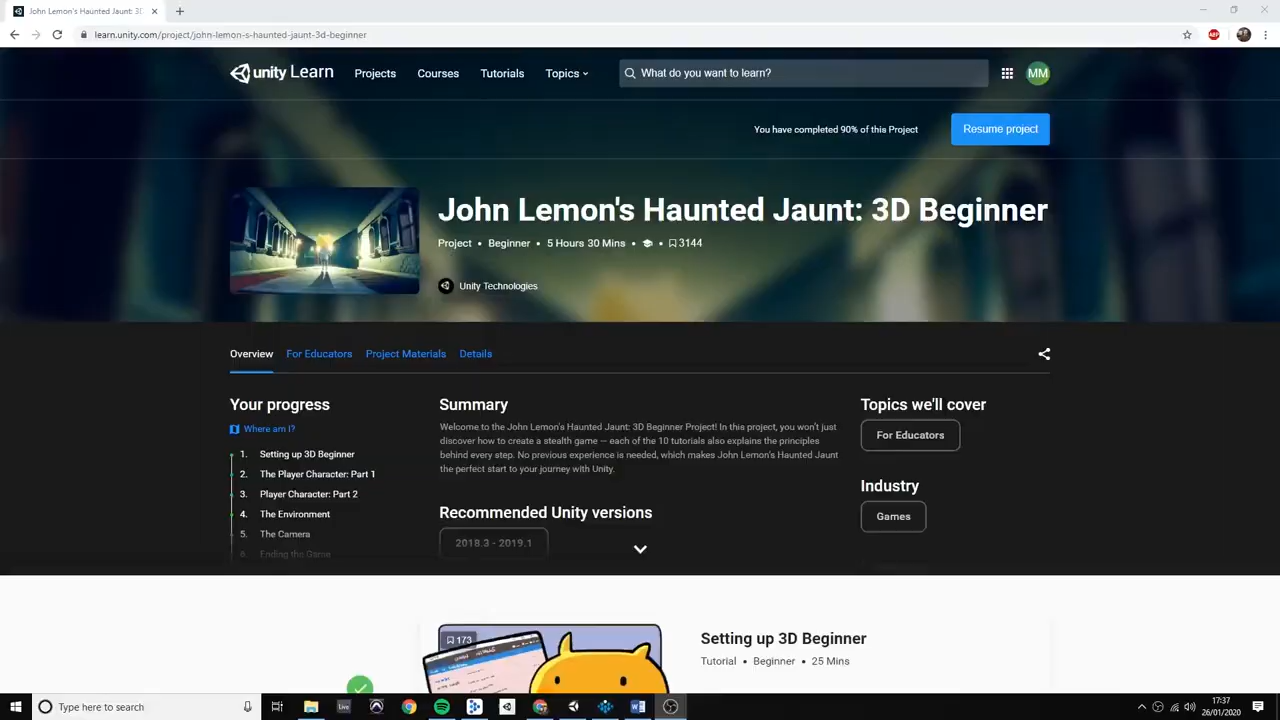 John Lemon's Haunted Jaunt: 3D
learn.unity.com/project/john-lemon-s-haunted-jaunt-3d-beginner
ABP
unity Learn
Projects
Courses
Tutorials
Topics
What do you want to learn?
MM
You have completed 90% of this Project
Resume project
John Lemon's Haunted Jaunt: 3D Beginner
Project • Beginner • 5 Hours 30 Mins • • 3144
Unity Technologies
Overview
For Educators
Project Materials
Details
Your progress
Where am I?
1. Setting up 3D Beginner
2. The Player Character: Part 1
3. Player Character: Part 2
4. The Environment
5. The Camera
6. Ending the Game
Summary
Welcome to the John Lemon's Haunted Jaunt: 3D Beginner Project! In this project, you won't just
discover how to create a stealth game — each of the 10 tutorials also explains the principles
behind every step. No previous experience is needed, which makes John Lemon's Haunted Jaunt
the perfect start to your journey with Unity.
Recommended Unity versions
2018.3 - 2019.1
Topics we'll cover
For Educators
Industry
Games
173
Setting up 3D Beginner
Tutorial • Beginner • 25 Mins
Type here to search
Live
17:37
26/01/2020